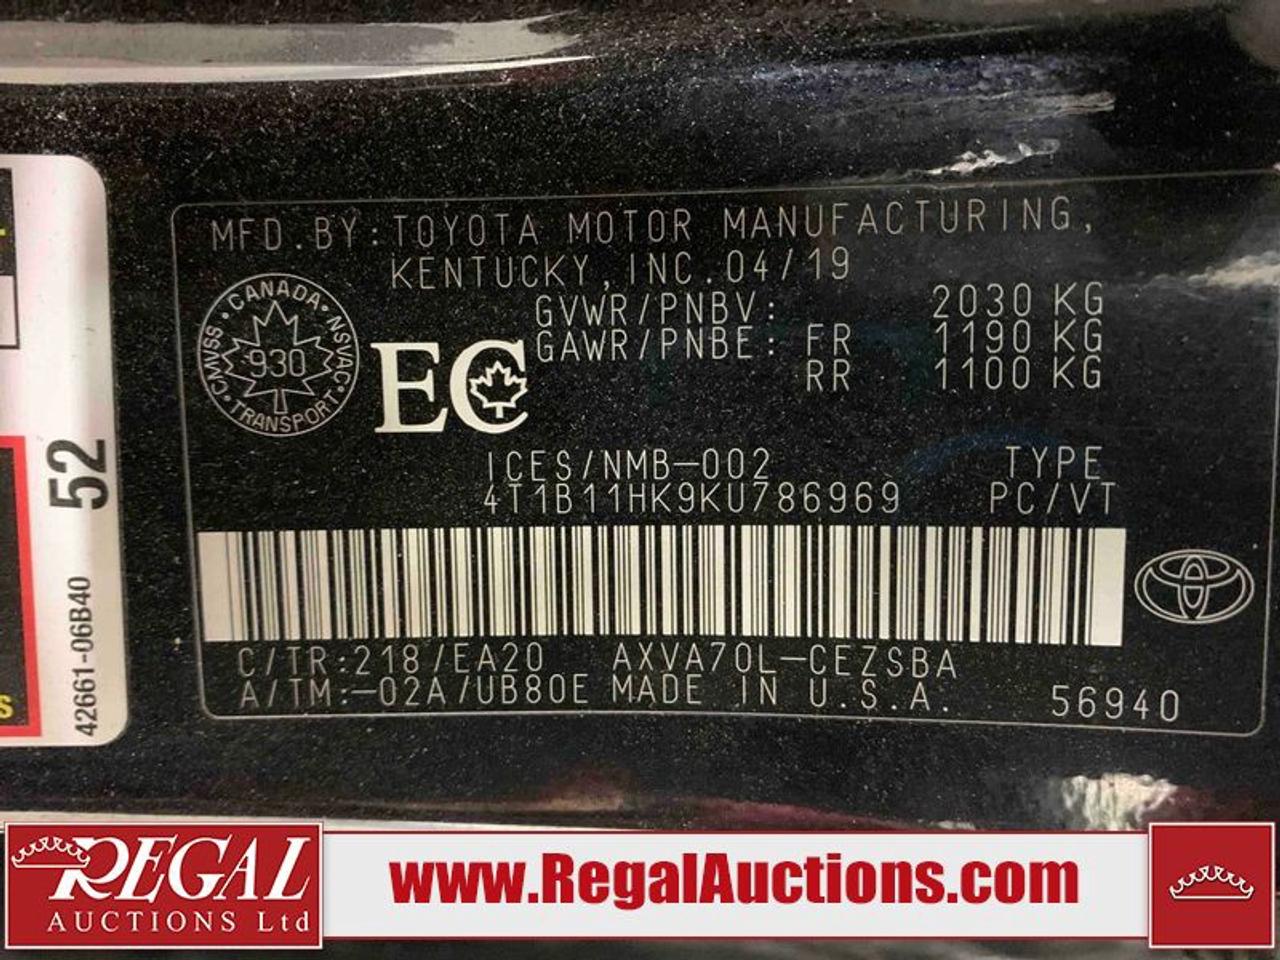 MFD.BY:TOYOTA MOTOR MANUFACTURING,
KENTUCKY,INC.04/19
GVWR/PNBV: 2030 KG
GAWR/PNBE: FR 1190 KG
RR 1100 KG
CANADA
CMVSS · NSVAC
930
TRANSPORT
EC
ICES/NMB-002 TYPE
4T1B11HK9KU786969 PC/VT
C/TR:218/EA20 AXVA70L-CEZSBA
A/TM:-02A/UB80E MADE IN U.S.A. 56940
52
42661-06B40
REGAL
AUCTIONS Ltd
www.RegalAuctions.com